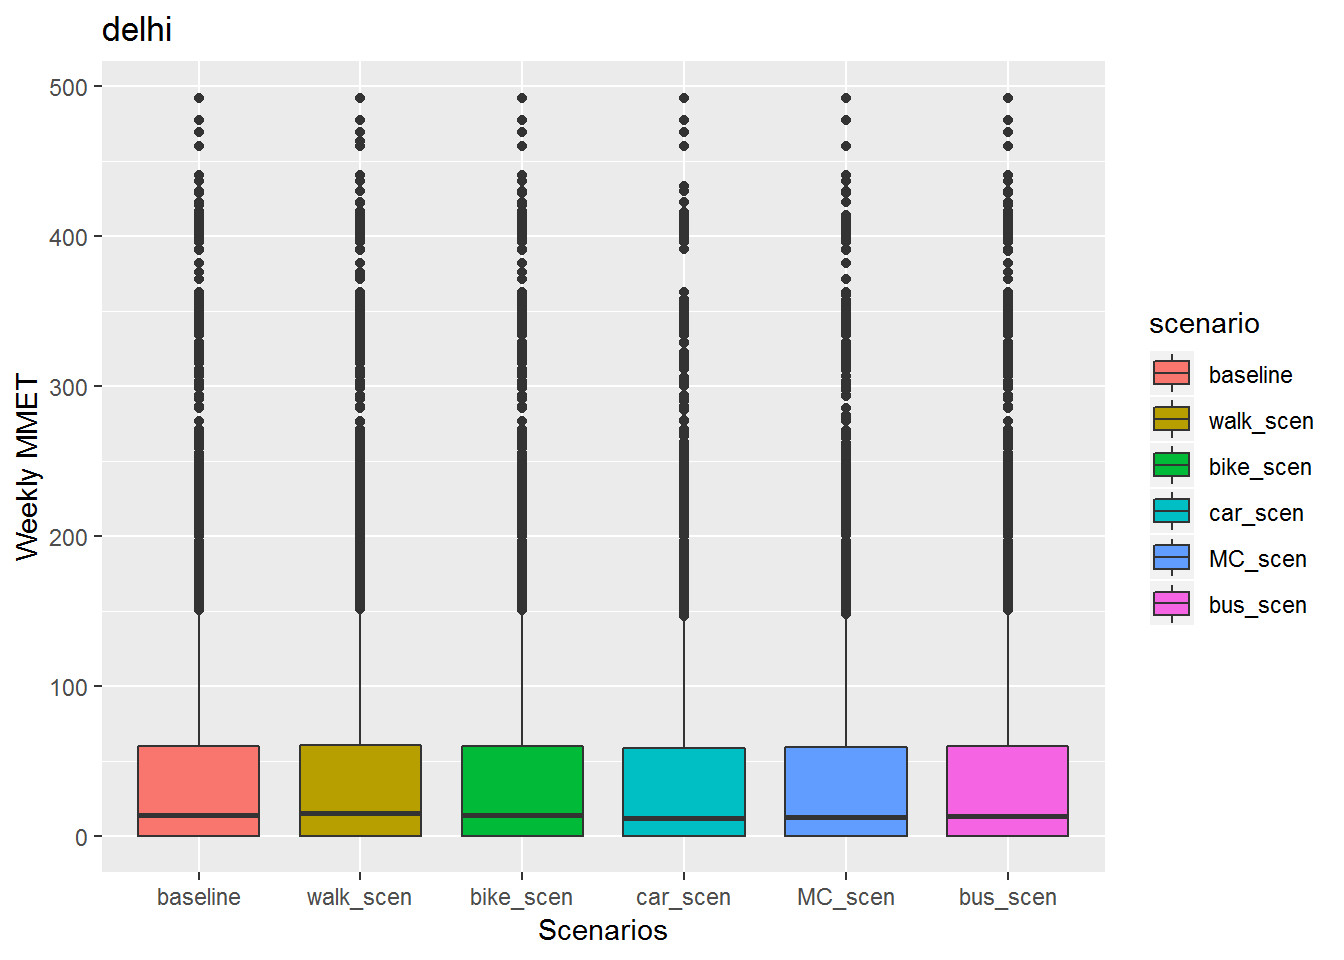 delhi
500
400
300
200
100
0
Weekly MMET
baseline
walk_scen
bike_scen
car_scen
MC_scen
bus_scen
Scenarios
scenario
baseline
walk_scen
bike_scen
car_scen
MC_scen
bus_scen